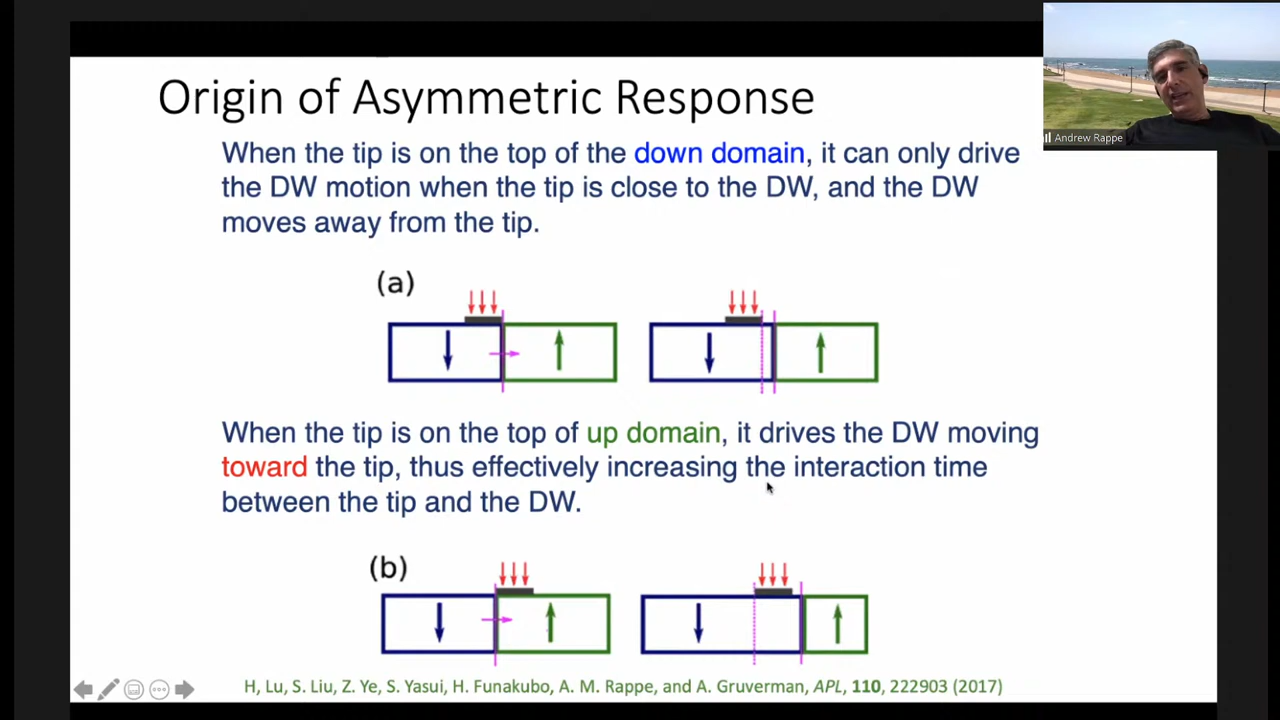 Origin of Asymmetric Response
Andrew Rappe
When the tip is on the top of the down domain, it can only drive
the DW motion when the tip is close to the DW, and the DW
moves away from the tip.
(a)
When the tip is on the top of up domain, it drives the DW moving
toward the tip, thus effectively increasing the interaction time
between the tip and the DW.
(b)
H, Lu, S. Liu, Z. Ye, S. Yasui, H. Funakubo, A. M. Rappe, and A. Gruverman, APL, 110, 222903 (2017)